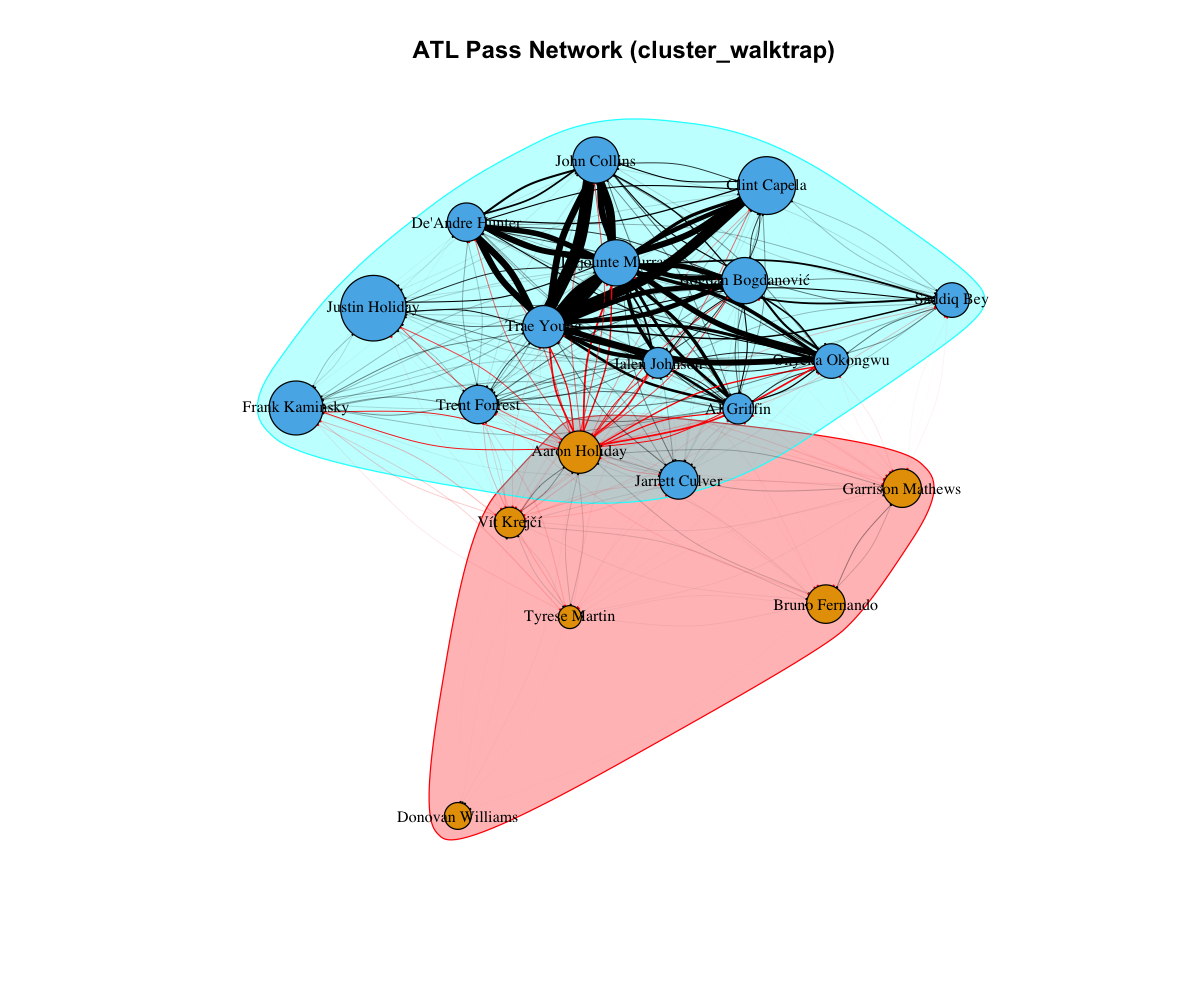 ATL Pass Network (cluster_walktrap)
John Collins
Clint Capela
De'Andre Hunter
Dejounte Murray
Bogdan Bogdanović
Saddiq Bey
Justin Holiday
Trae Young
Jalen Johnson
Onyeka Okongwu
Frank Kaminsky
Trent Forrest
AJ Griffin
Aaron Holiday
Jarrett Culver
Garrison Mathews
Vít Krejčí
Bruno Fernando
Tyrese Martin
Donovan Williams